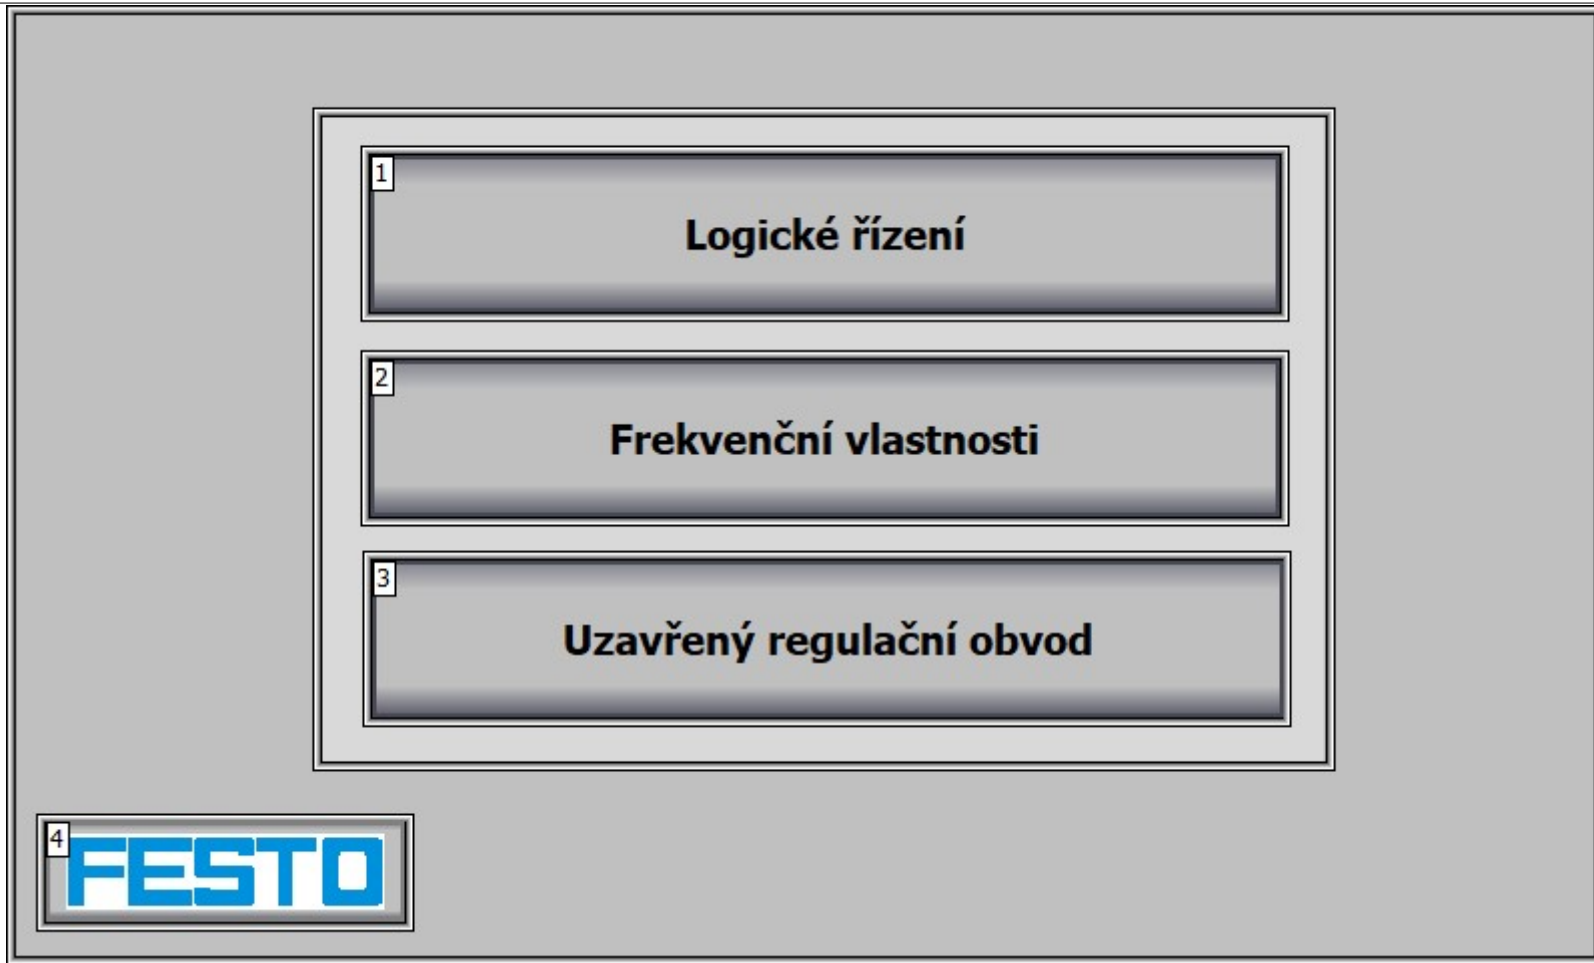 1
Logické řízení
2
Frekvenční vlastnosti
3
Uzavřený regulační obvod
4
FESTO